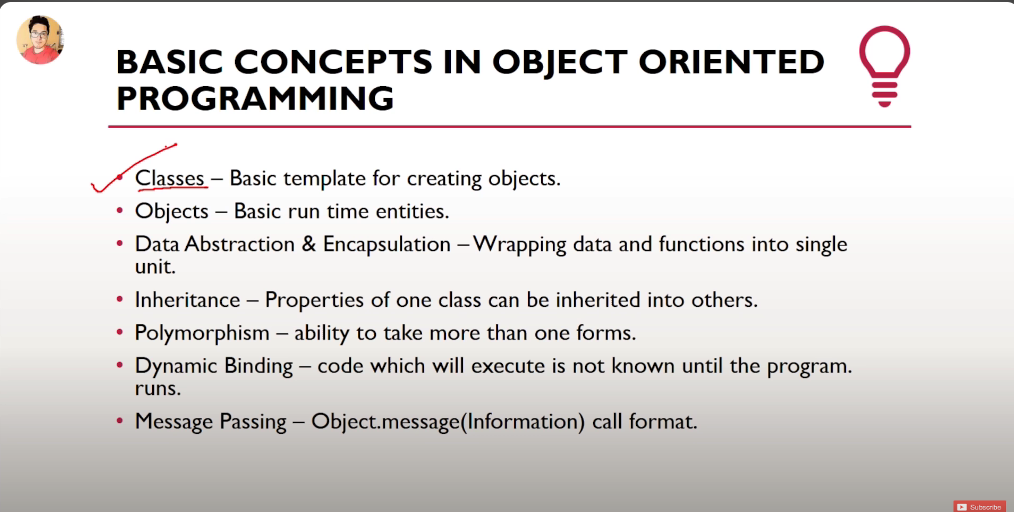 BASIC CONCEPTS IN OBJECT ORIENTED
PROGRAMMING
• Classes – Basic template for creating objects.
• Objects – Basic run time entities.
• Data Abstraction & Encapsulation – Wrapping data and functions into single
unit.
• Inheritance – Properties of one class can be inherited into others.
• Polymorphism – ability to take more than one forms.
• Dynamic Binding – code which will execute is not known until the program.
runs.
• Message Passing – Object.message(Information) call format.
Subscribe